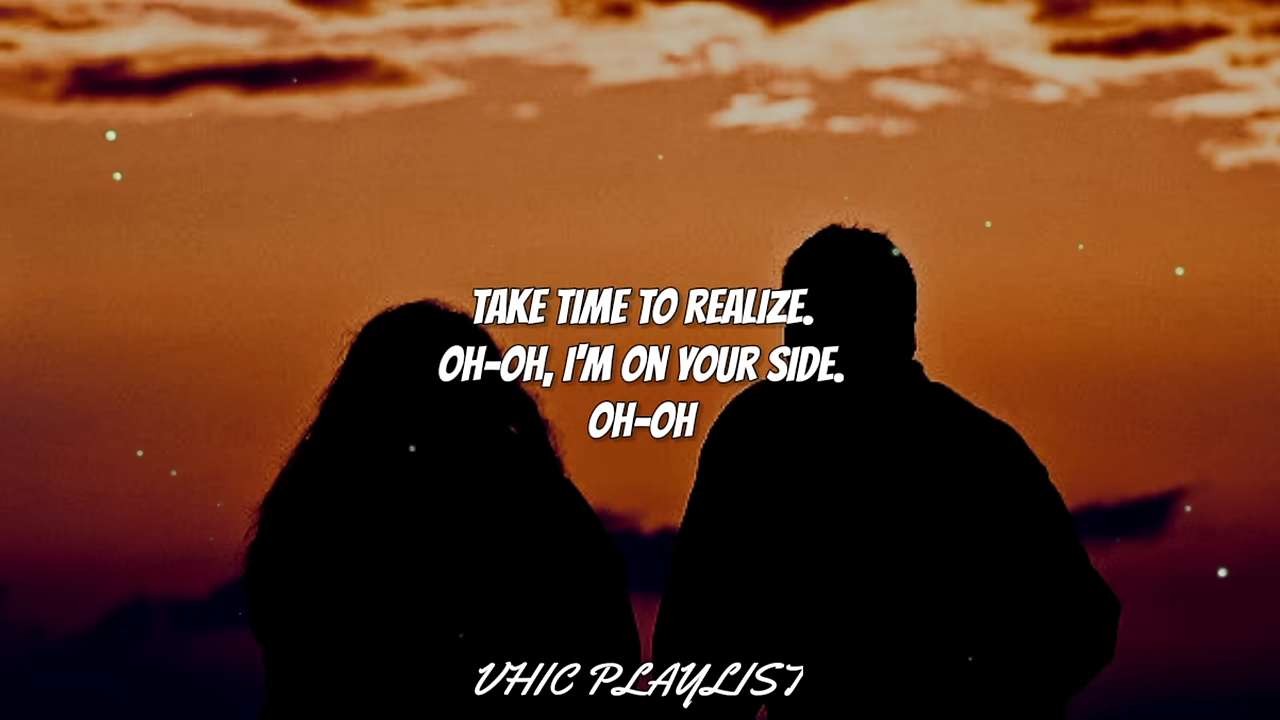 TAKE TIME TO REALIZE.
OH-OH, I'M ON YOUR SIDE.
OH-OH
VHIC PLAYLIST